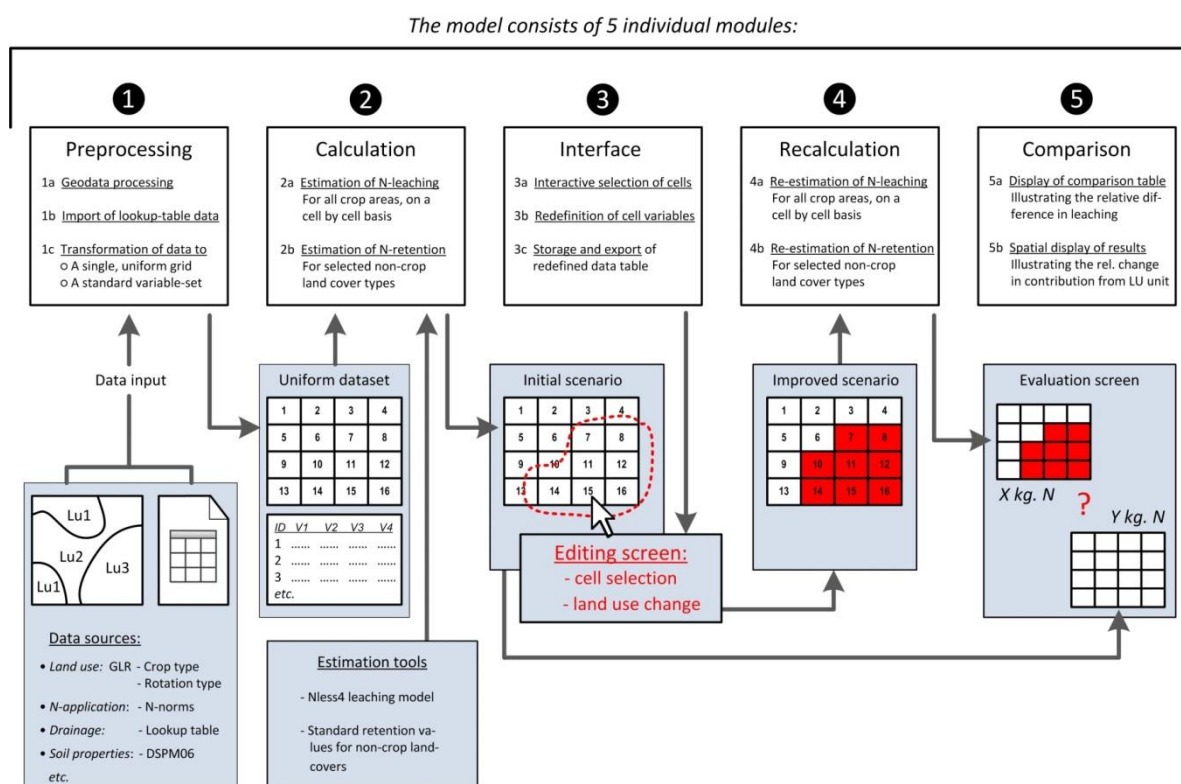 The model consists of 5 individual modules:
1
Preprocessing
1a Geodata processing
1b Import of lookup-table data
1c Transformation of data to
○ A single, uniform grid
○ A standard variable-set
2
Calculation
2a Estimation of N-leaching
For all crop areas, on a
cell by cell basis
2b Estimation of N-retention
For selected non-crop
land cover types
3
Interface
3a Interactive selection of cells
3b Redefinition of cell variables
3c Storage and export of
redefined data table
4
Recalculation
4a Re-estimation of N-leaching
For all crop areas, on a
cell by cell basis
4b Re-estimation of N-retention
For selected non-crop
land cover types
5
Comparison
5a Display of comparison table
Illustrating the relative dif-
ference in leaching
5b Spatial display of results
Illustrating the rel. change
in contribution from LU unit
Data input
Lu1
Lu2
Lu3
Lu1
Data sources:
• Land use: GLR - Crop type
- Rotation type
• N-application: - N-norms
• Drainage: - Lookup table
• Soil properties: - DSPM06
etc.
Uniform dataset
1 2 3 4
5 6 7 8
9 10 11 12
13 14 15 16
ID V1 V2 V3 V4
1 ...... ...... ...... ......
2 ...... ...... ...... ......
3 ...... ...... ...... ......
etc.
Estimation tools
- Nless4 leaching model
- Standard retention va-
lues for non-crop land-
covers
Initial scenario
1 2 3 4
5 6 7 8
9 10 11 12
13 14 15 16
Editing screen:
- cell selection
- land use change
Improved scenario
1 2 3 4
5 6 7 8
9 10 11 12
13 14 15 16
Evaluation screen
X kg. N
?
Y kg. N